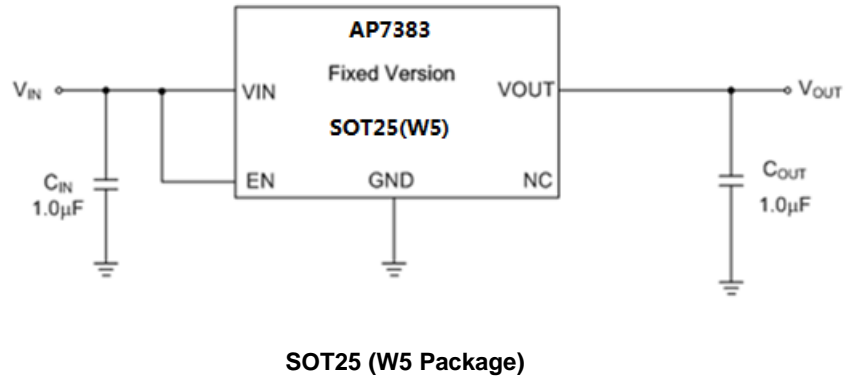 AP7383
Fixed Version
SOT25(W5)
VIN
VIN
VOUT
VOUT
EN
GND
NC
CIN
1.0μF
COUT
1.0μF
SOT25 (W5 Package)